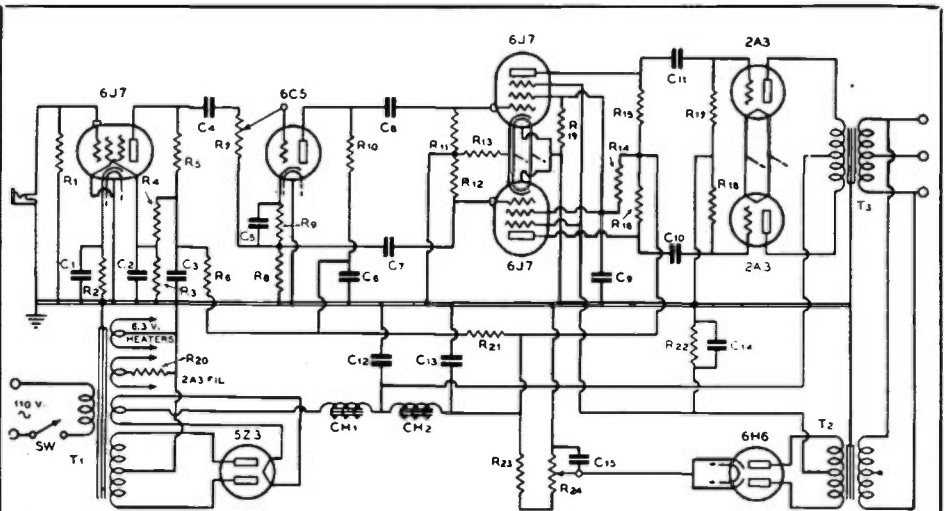 6J7
2A3
6J7
6C5
C11
C4
C8
R9
R15
R19
R1
R4
R5
R10
R11
R13
R19
R14
R12
R18
R16
C5
R9
6J7
C10
2A3
T3
C1
C2
C3
R6
R8
C7
C6
C9
R2
R3
6.3 V.
HEATERS
R20
2A3 FIL
C12
C13
R21
R22
C14
110 V.
SW
T1
5Z3
CH1
CH2
R23
R24
C15
6H6
T2